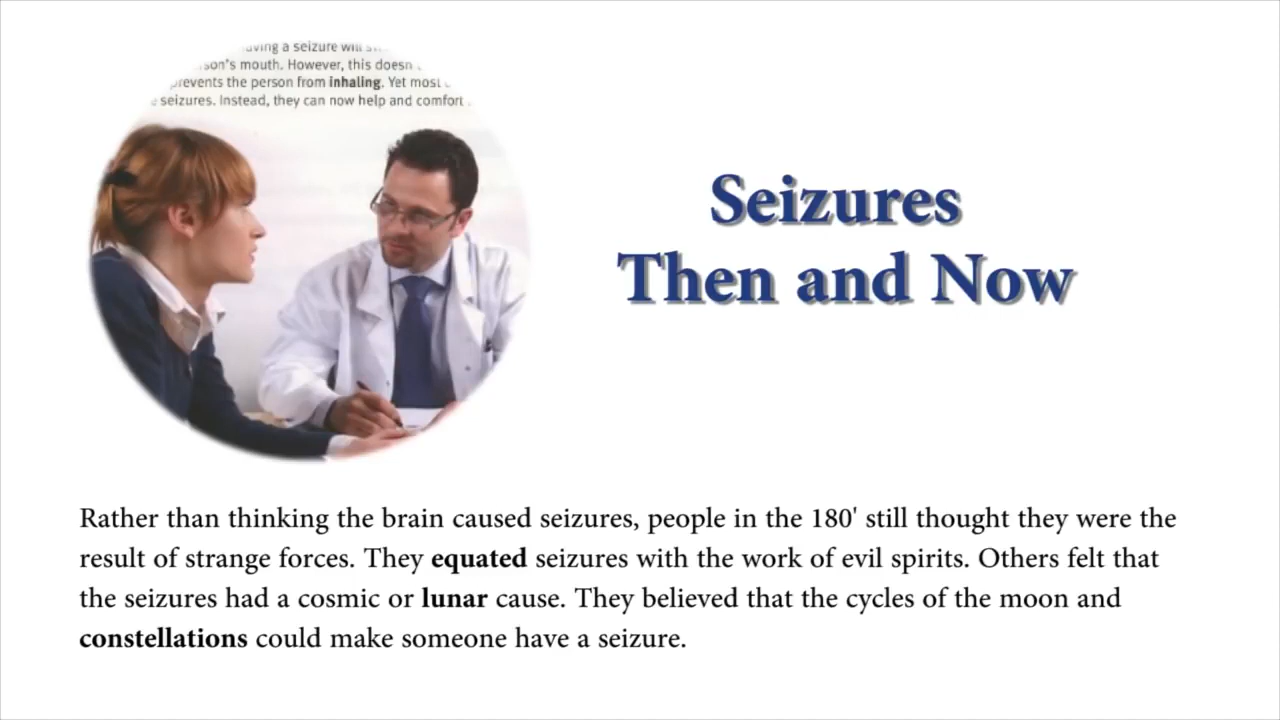 having a seizure will
son's mouth. However, this doesn
prevents the person from inhaling. Yet most
seizures. Instead, they can now help and comfort
Seizures
Then and Now
Rather than thinking the brain caused seizures, people in the 180' still thought they were the
result of strange forces. They equated seizures with the work of evil spirits. Others felt that
the seizures had a cosmic or lunar cause. They believed that the cycles of the moon and
constellations could make someone have a seizure.